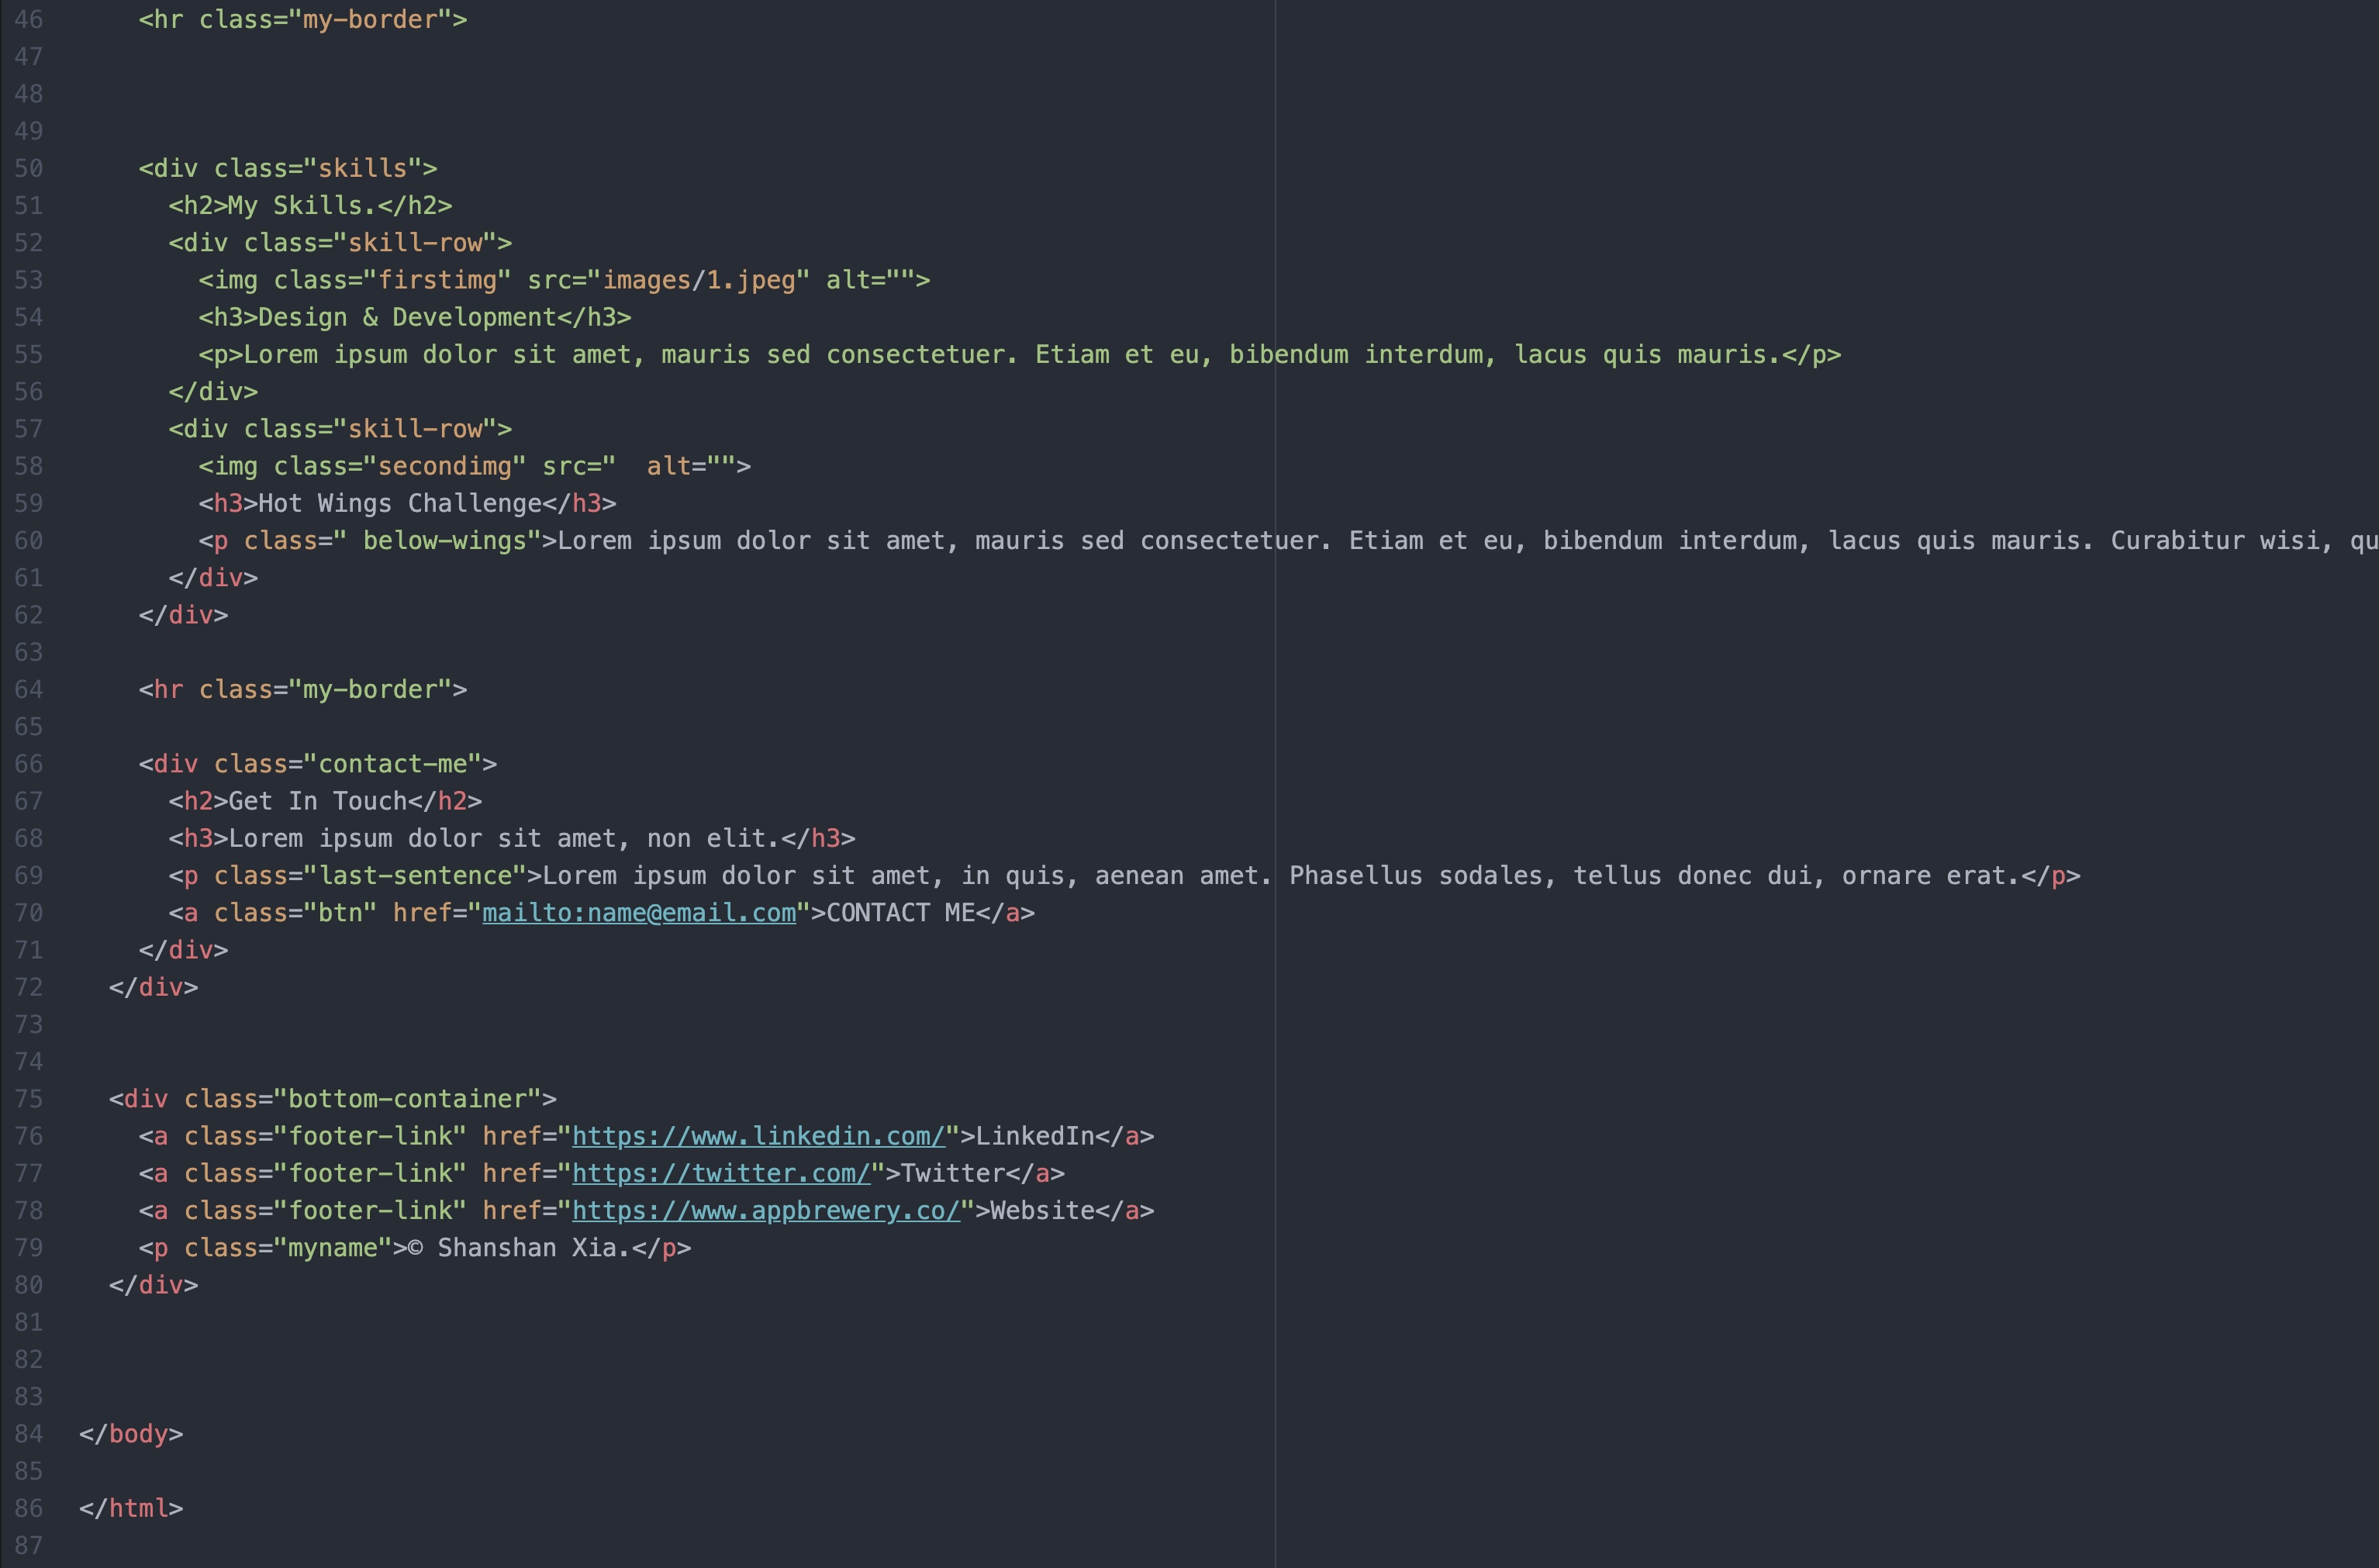 46 <hr class="my-border">
47
48
49
50 <div class="skills">
51 <h2>My Skills.</h2>
52 <div class="skill-row">
53 <img class="firstimg" src="images/1.jpeg" alt="">
54 <h3>Design & Development</h3>
55 <p>Lorem ipsum dolor sit amet, mauris sed consectetuer. Etiam et eu, bibendum interdum, lacus quis mauris.</p>
56 </div>
57 <div class="skill-row">
58 <img class="secondimg" src="  alt="">
59 <h3>Hot Wings Challenge</h3>
60 <p class=" below-wings">Lorem ipsum dolor sit amet, mauris sed consectetuer. Etiam et eu, bibendum interdum, lacus quis mauris. Curabitur wisi, qu
61 </div>
62 </div>
63
64 <hr class="my-border">
65
66 <div class="contact-me">
67 <h2>Get In Touch</h2>
68 <h3>Lorem ipsum dolor sit amet, non elit.</h3>
69 <p class="last-sentence">Lorem ipsum dolor sit amet, in quis, aenean amet. Phasellus sodales, tellus donec dui, ornare erat.</p>
70 <a class="btn" href="mailto:name@email.com">CONTACT ME</a>
71 </div>
72 </div>
73
74
75 <div class="bottom-container">
76 <a class="footer-link" href="https://www.linkedin.com/">LinkedIn</a>
77 <a class="footer-link" href="https://twitter.com/">Twitter</a>
78 <a class="footer-link" href="https://www.appbrewery.co/">Website</a>
79 <p class="myname">© Shanshan Xia.</p>
80 </div>
81
82
83
84 </body>
85
86 </html>
87